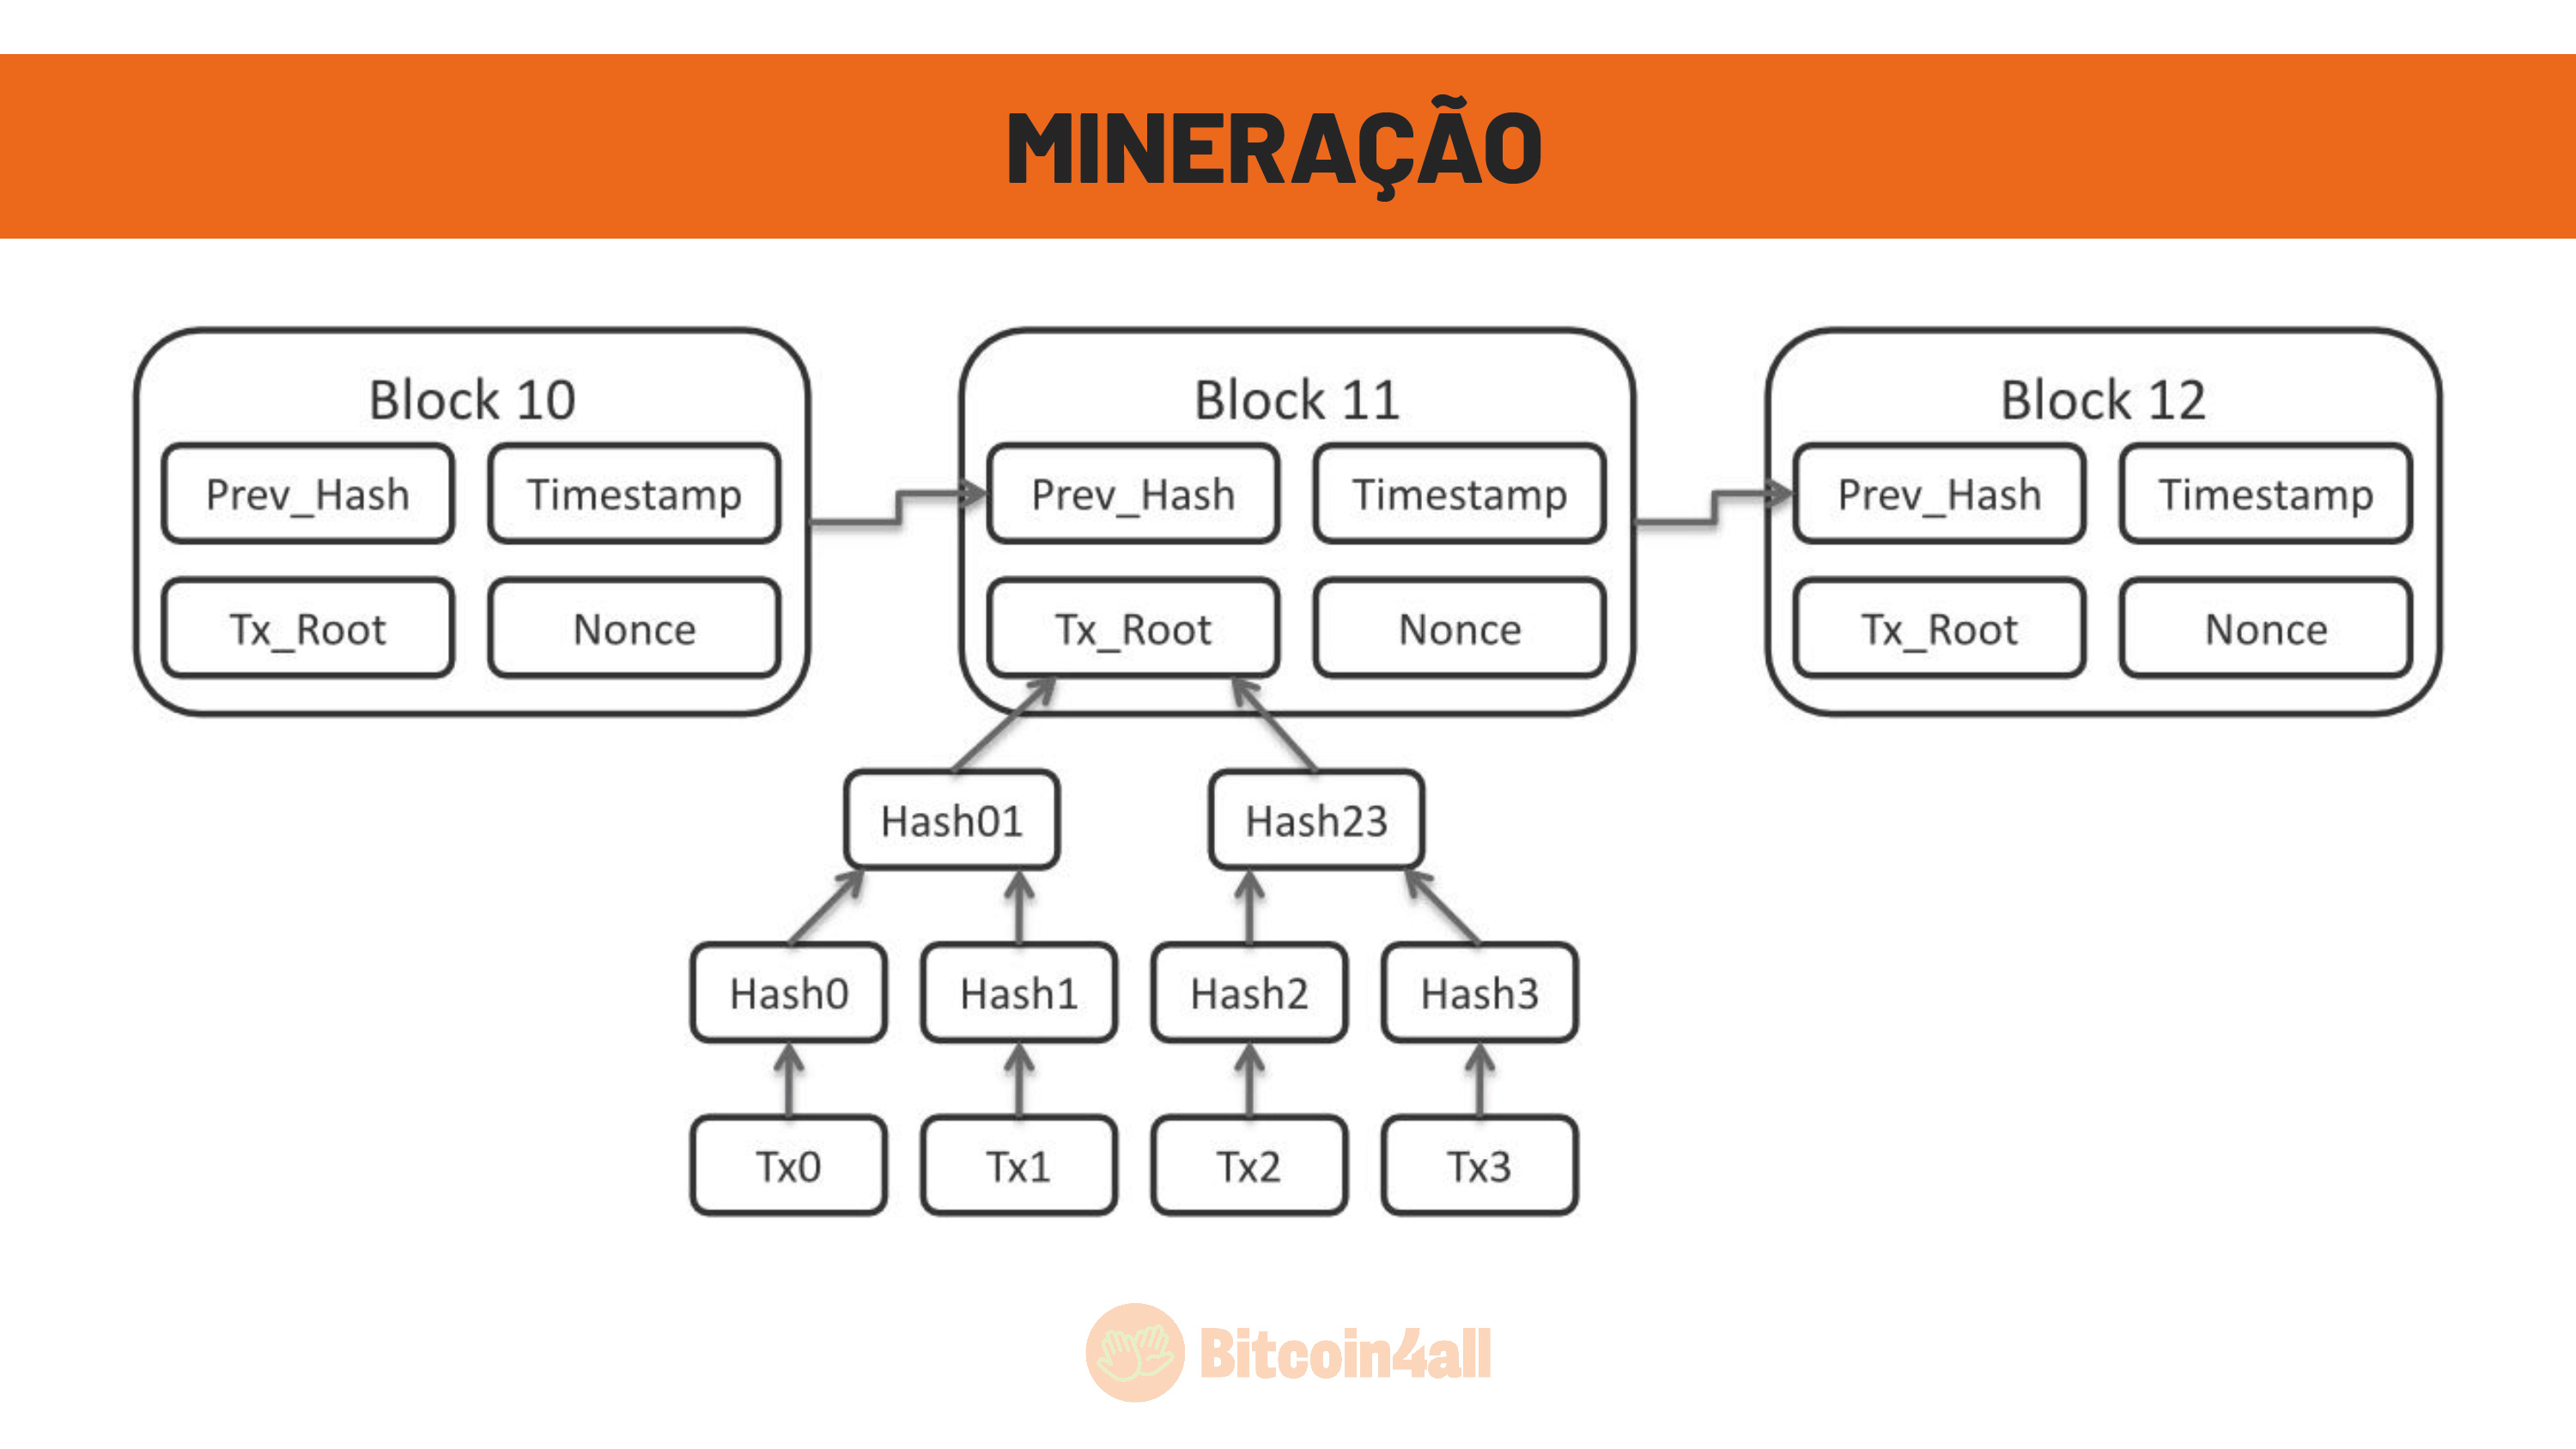 MINERAÇÃO
Block 10
Block 11
Block 12
Prev_Hash
Timestamp
Prev_Hash
Timestamp
Prev_Hash
Timestamp
Tx_Root
Nonce
Tx_Root
Nonce
Tx_Root
Nonce
Hash01
Hash23
Hash0
Hash1
Hash2
Hash3
Tx0
Tx1
Tx2
Tx3
Bitcoin4all